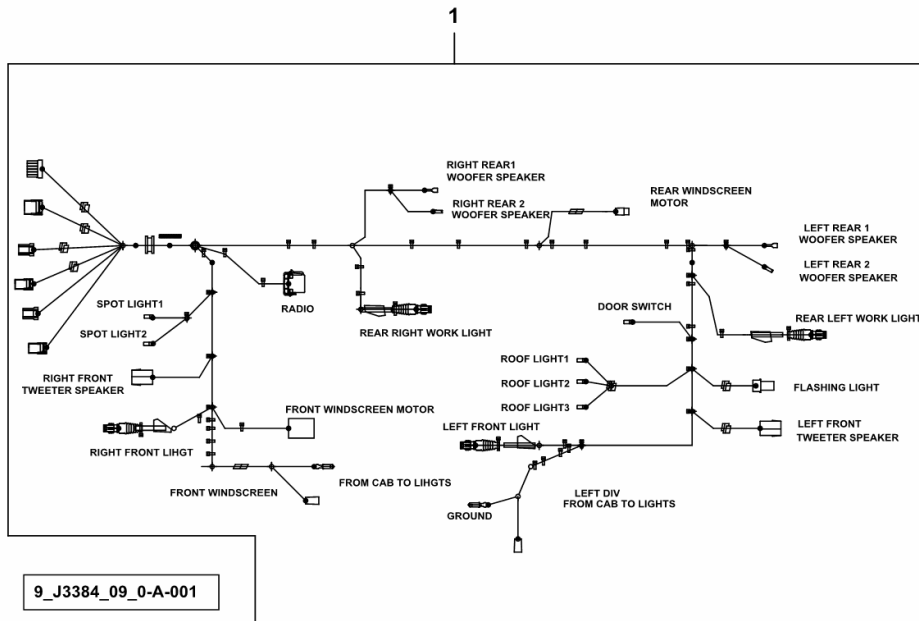 1
RIGHT REAR1
WOOFER SPEAKER
RIGHT REAR 2
WOOFER SPEAKER
REAR WINDSCREEN
MOTOR
LEFT REAR 1
WOOFER SPEAKER
LEFT REAR 2
WOOFER SPEAKER
SPOT LIGHT1
RADIO
DOOR SWITCH
REAR LEFT WORK LIGHT
SPOT LIGHT2
REAR RIGHT WORK LIGHT
RIGHT FRONT
TWEETER SPEAKER
ROOF LIGHT1
ROOF LIGHT2
ROOF LIGHT3
FLASHING LIGHT
FRONT WINDSCREEN MOTOR
LEFT FRONT LIGHT
LEFT FRONT
TWEETER SPEAKER
RIGHT FRONT LIHGT
FRONT WINDSCREEN
FROM CAB TO LIHGTS
LEFT DIV
FROM CAB TO LIGHTS
GROUND
9_J3384_09_0-A-001